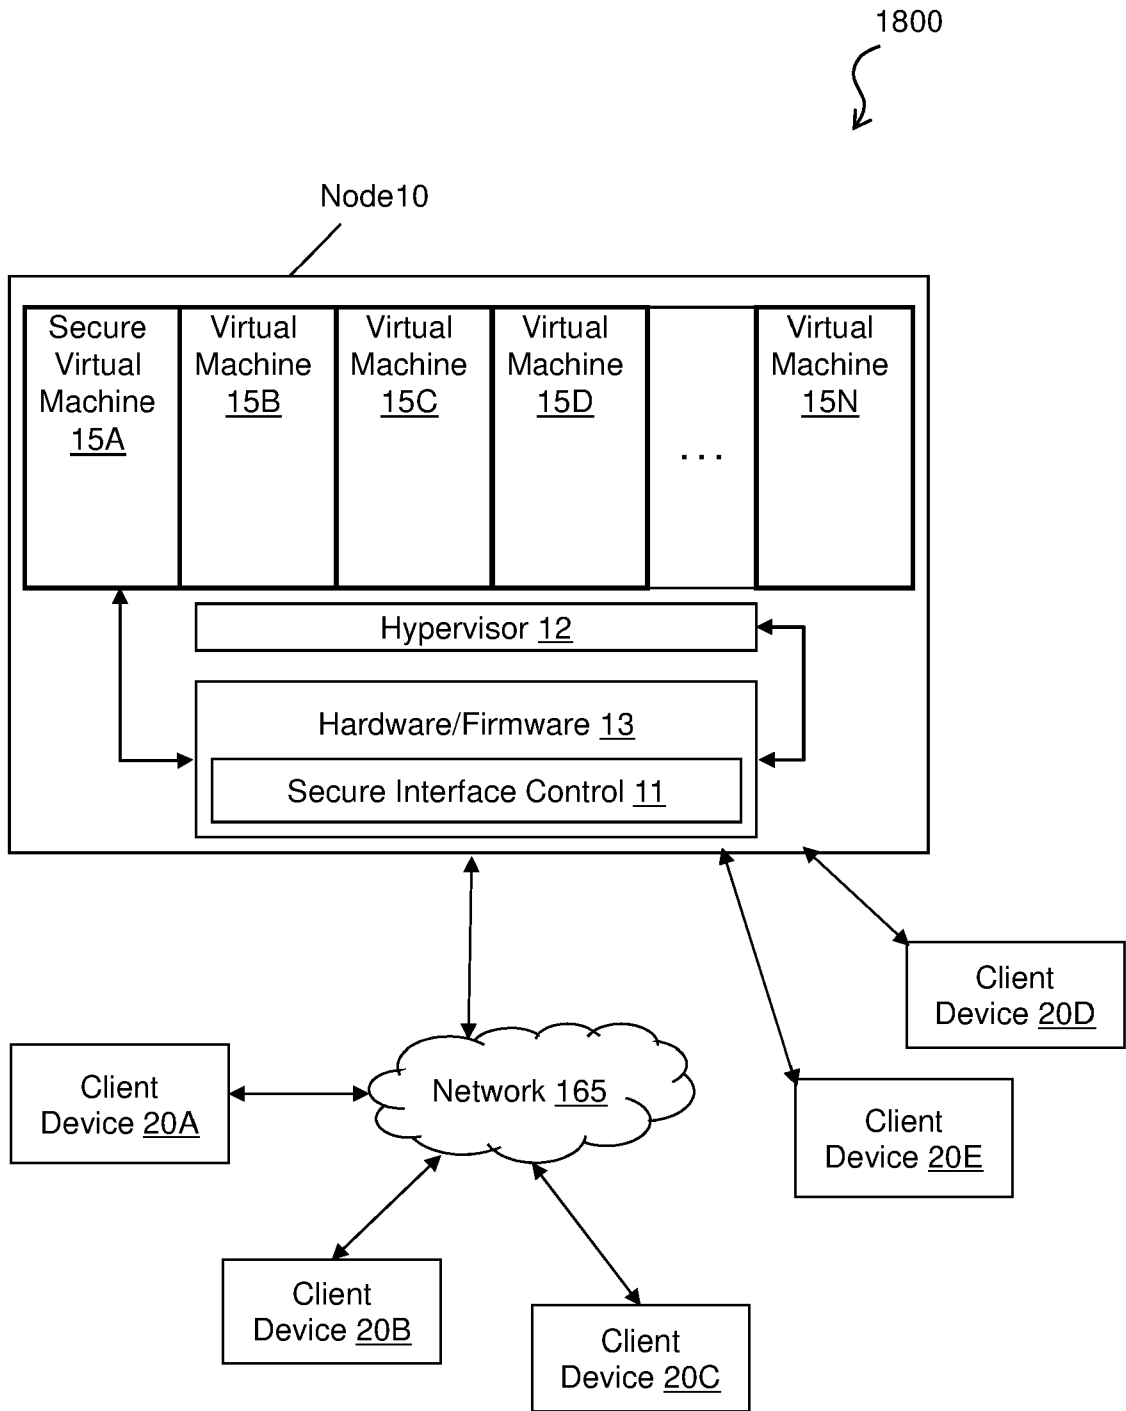 1800
Node10
Secure
Virtual
Machine
15A
Virtual
Machine
15B
Virtual
Machine
15C
Virtual
Machine
15D
...
Virtual
Machine
15N
Hypervisor 12
Hardware/Firmware 13
Secure Interface Control 11
Client
Device 20D
Network 165
Client
Device 20A
Client
Device 20E
Client
Device 20B
Client
Device 20C